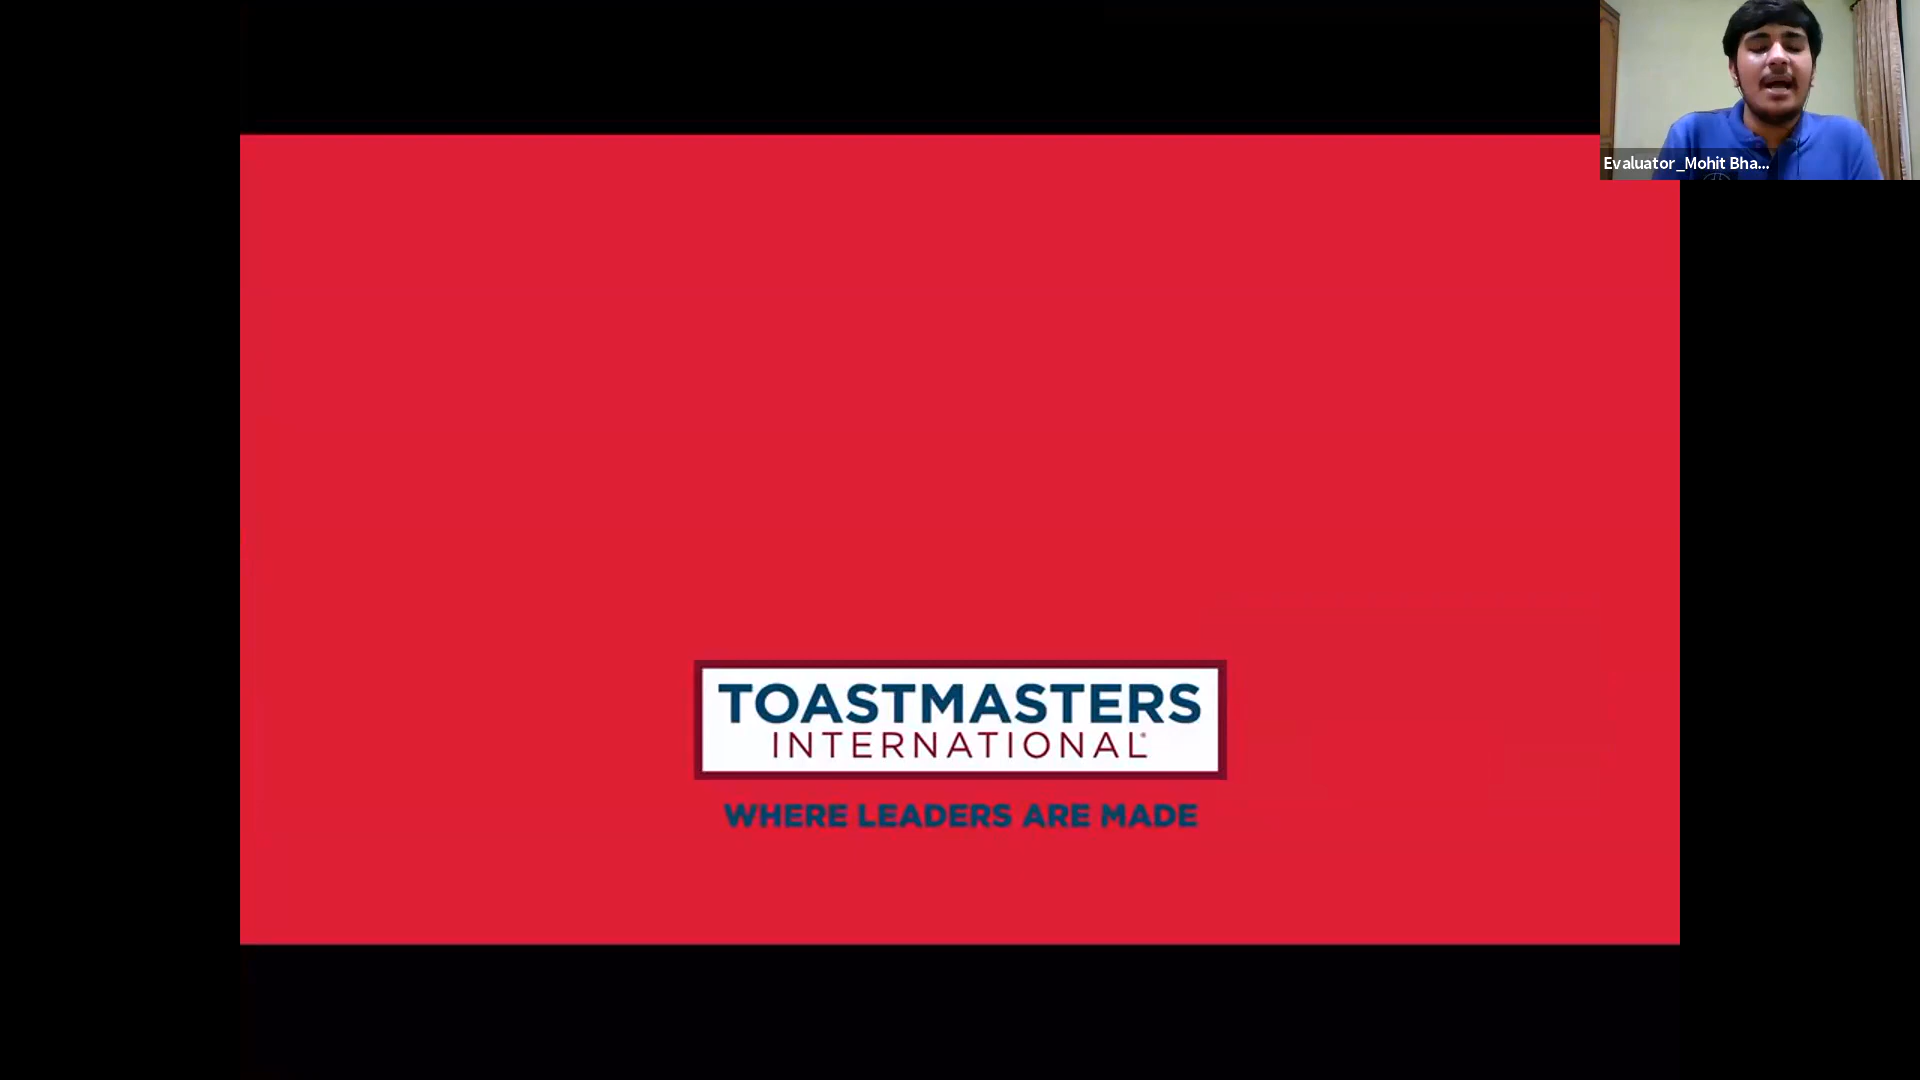 Evaluator_Mohit Bha...
TOASTMASTERS
INTERNATIONAL®
WHERE LEADERS ARE MADE